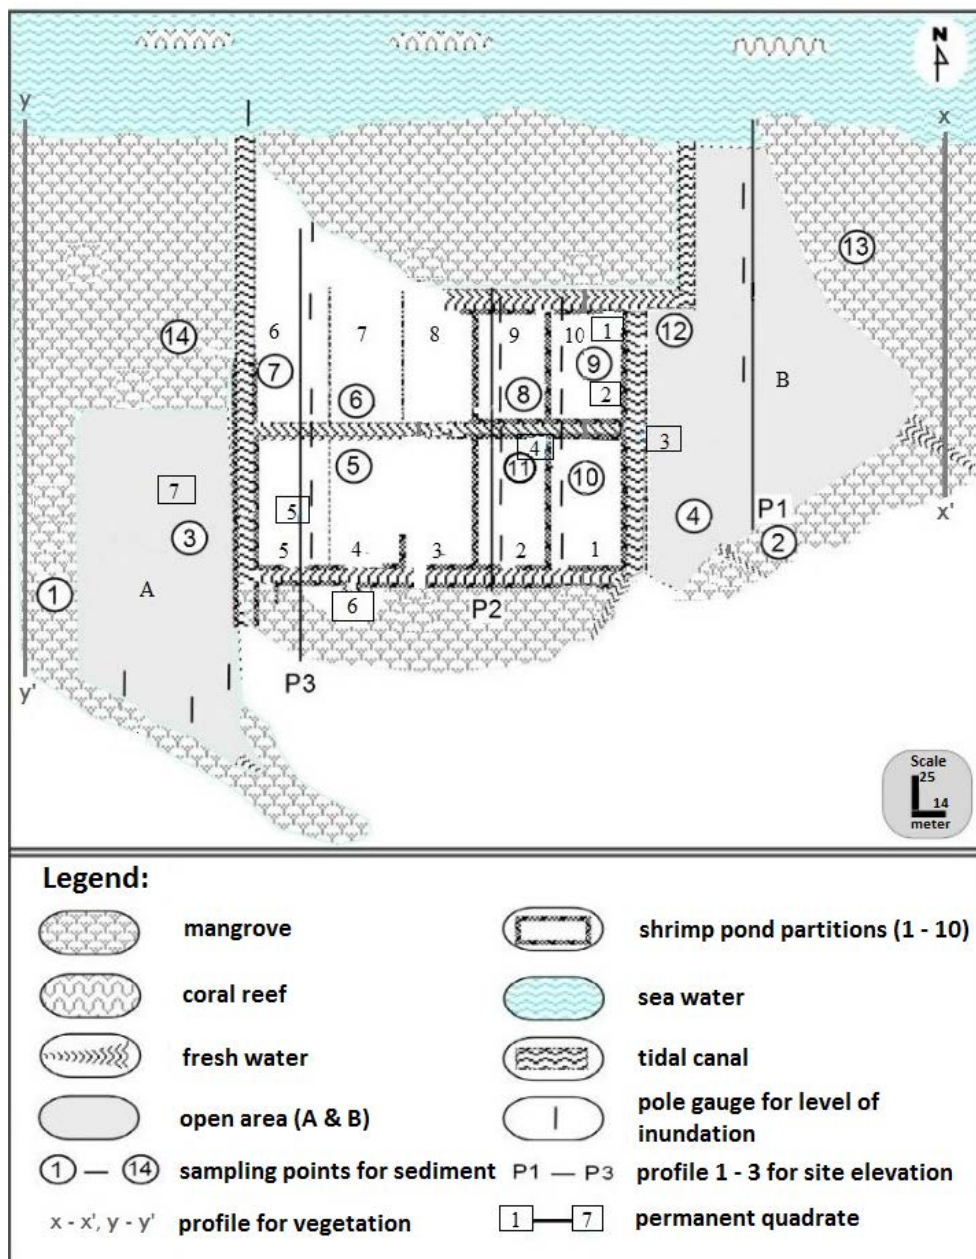 N
y
x
13
14
12
6
7
8
9
10
1
7
9
6
8
2
4
3
5
11
10
7
5
4
3
P1
x'
2
B
5
4
3
2
1
1
A
6
P2
y'
P3
Scale
25
14
meter
Legend:
mangrove
shrimp pond partitions (1 - 10)
coral reef
sea water
fresh water
tidal canal
open area (A & B)
pole gauge for level of
inundation
1 — 14 sampling points for sediment
P1 — P3 profile 1 - 3 for site elevation
x - x', y - y' profile for vegetation
1 — 7 permanent quadrate